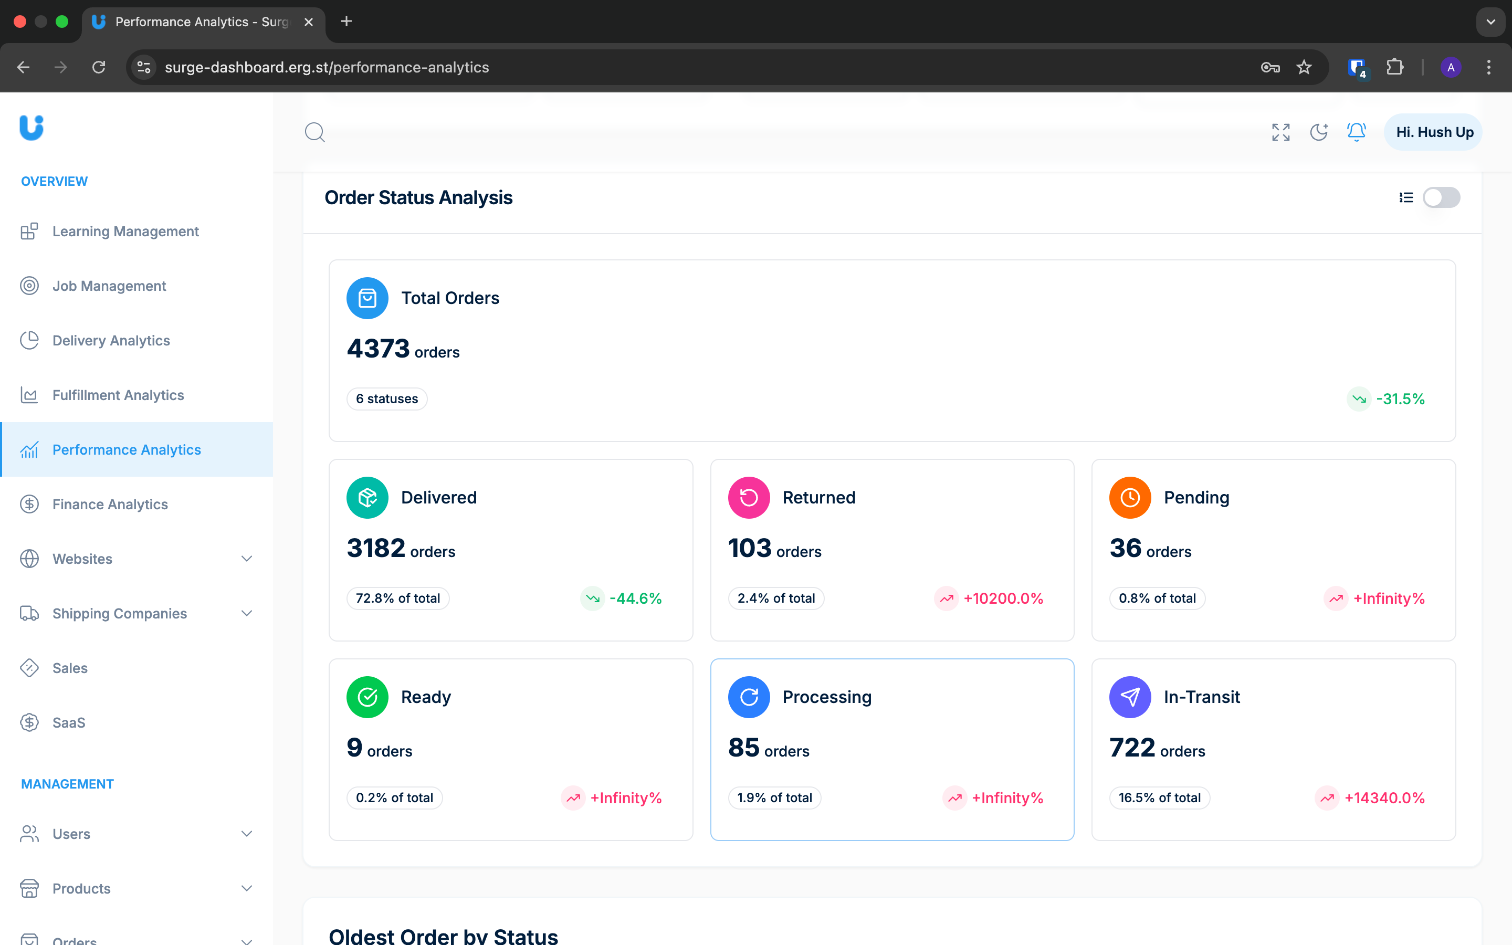 Performance Analytics - Surg
surge-dashboard.erg.st/performance-analytics
4
A
Hi. Hush Up
OVERVIEW
Learning Management
Job Management
Delivery Analytics
Fulfillment Analytics
Performance Analytics
Finance Analytics
Websites
Shipping Companies
Sales
SaaS
MANAGEMENT
Users
Products
Orders
Order Status Analysis
Total Orders
4373 orders
6 statuses
-31.5%
Delivered
3182 orders
72.8% of total
-44.6%
Returned
103 orders
2.4% of total
+10200.0%
Pending
36 orders
0.8% of total
+Infinity%
Ready
9 orders
0.2% of total
+Infinity%
Processing
85 orders
1.9% of total
+Infinity%
In-Transit
722 orders
16.5% of total
+14340.0%
Oldest Order by Status